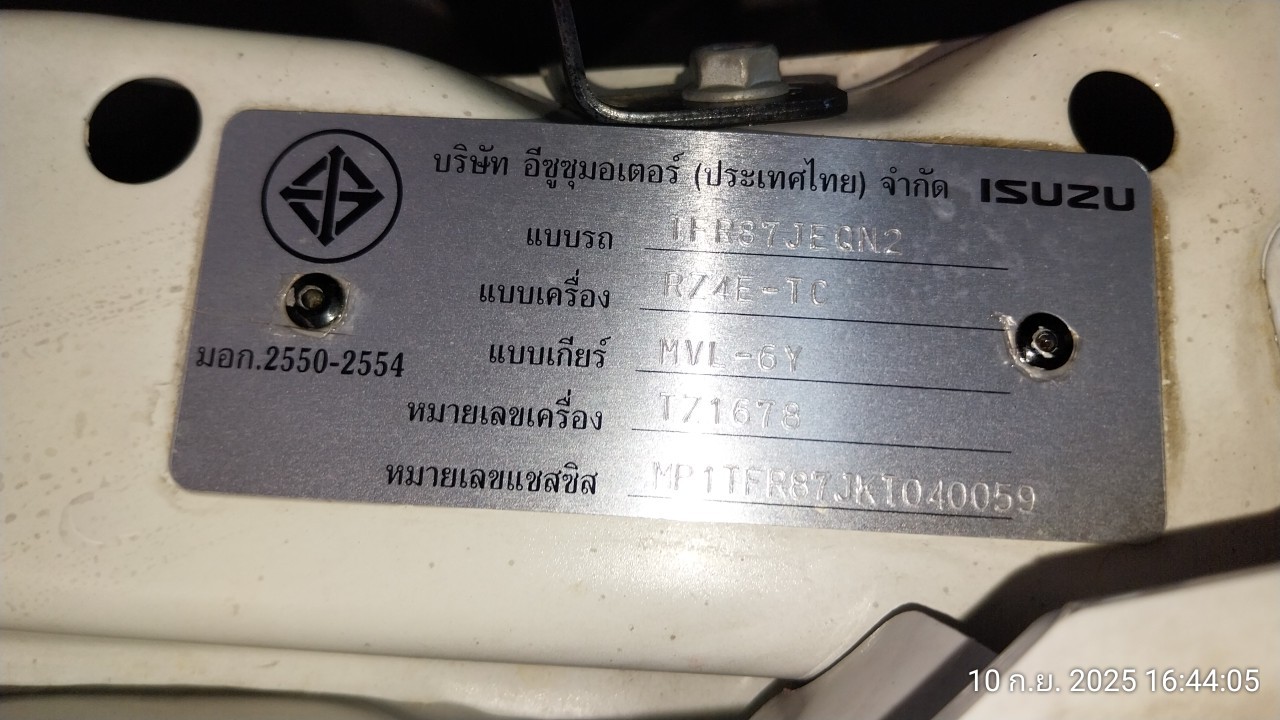 บริษัท อีซูซุมอเตอร์ (ประเทศไทย) จำกัด ISUZU
แบบรถ TFR87JEQN2
แบบเครื่อง RZ4E-TC
แบบเกียร์ MVL-6Y
มอก.2550-2554
หมายเลขเครื่อง TZ1678
หมายเลขแชสซิส MP1TFR87JKT040059
10 ก.ย. 2025 16:44:05